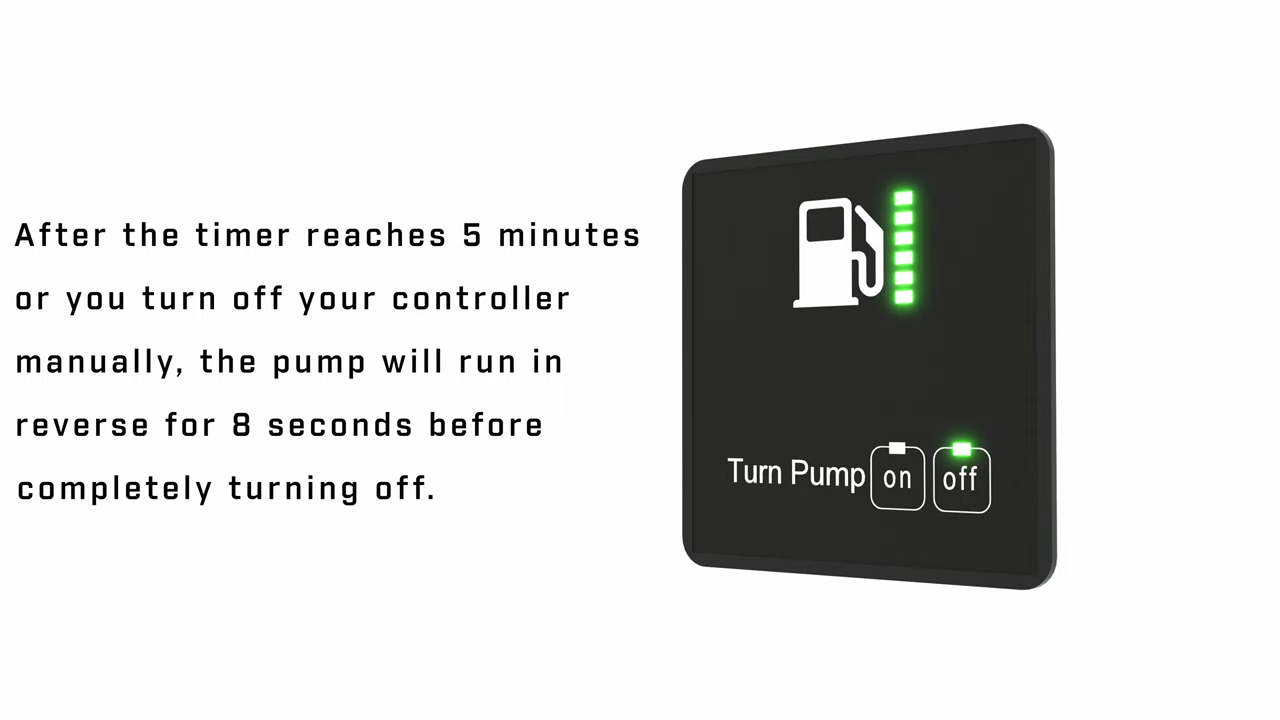 After the timer reaches 5 minutes
or you turn off your controller
manually, the pump will run in
reverse for 8 seconds before
completely turning off.
Turn Pump on off